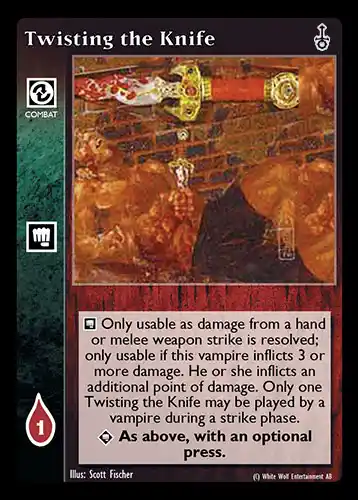 Twisting the Knife
COMBAT
Only usable as damage from a hand
or melee weapon strike is resolved;
only usable if this vampire inflicts 3 or
more damage. He or she inflicts an
additional point of damage. Only one
Twisting the Knife may be played by a
vampire during a strike phase.
As above, with an optional
press.
1
Illus: Scott Fischer
(C) White Wolf Entertainment AB